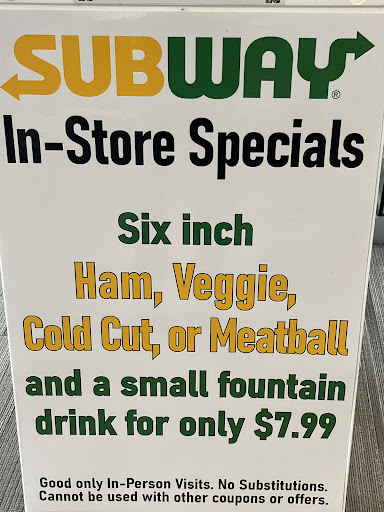 SUBWAY®
In-Store Specials
Six inch
Ham, Veggie,
Cold Cut, or Meatball
and a small fountain
drink for only $7.99
Good only In-Person Visits. No Substitutions.
Cannot be used with other coupons or offers.